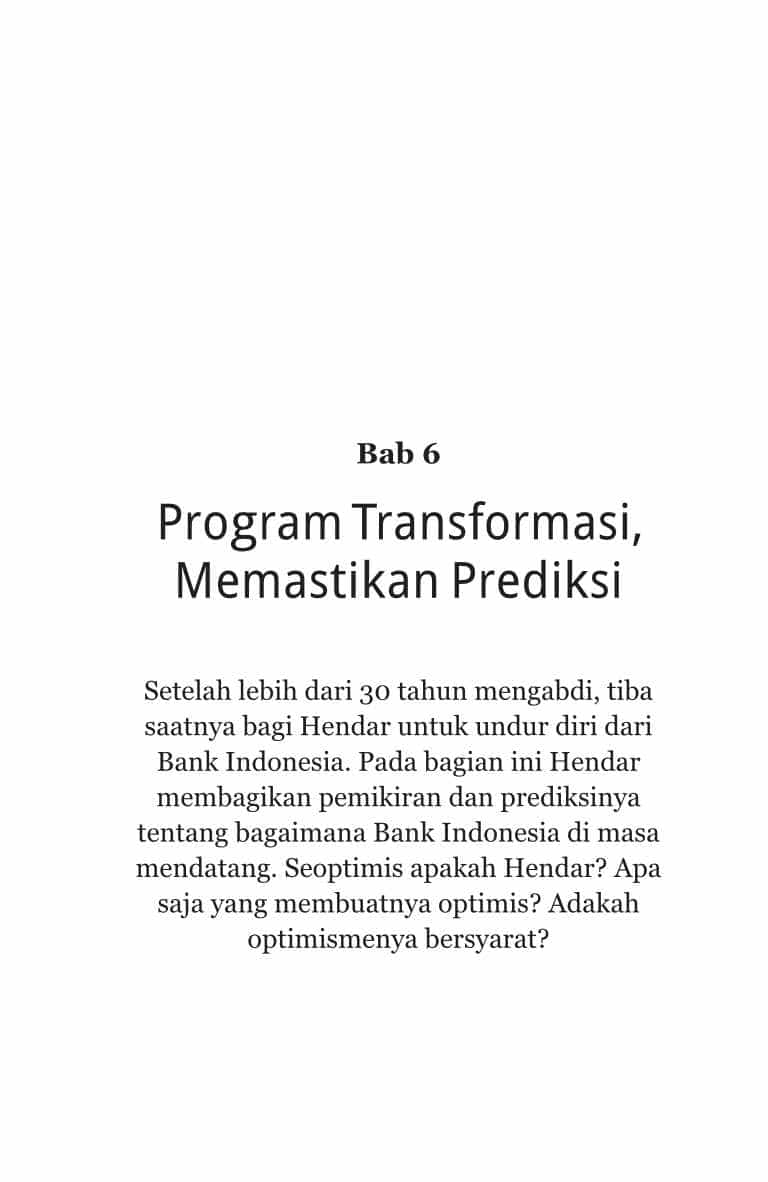 Bab 6
Program Transformasi,
Memastikan Prediksi
Setelah lebih dari 30 tahun mengabdi, tiba
saatnya bagi Hendar untuk undur diri dari
Bank Indonesia. Pada bagian ini Hendar
membagikan pemikiran dan prediksinya
tentang bagaimana Bank Indonesia di masa
mendatang. Seoptimis apakah Hendar? Apa
saja yang membuatnya optimis? Adakah
optimismenya bersyarat?